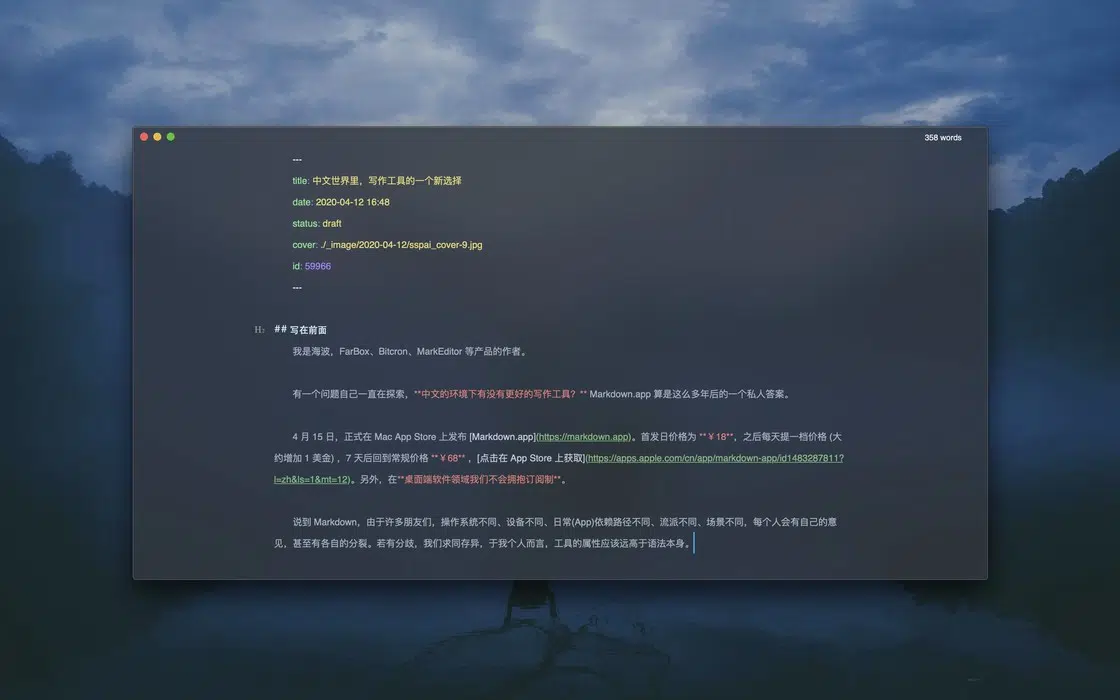 358 words
---
title: 中文世界里，写作工具的一个新选择
date: 2020-04-12 16:48
status: draft
cover: ./_image/2020-04-12/sspai_cover-9.jpg
id: 59966
---
H₂ ## 写在前面
我是海波，FarBox、Bitcron、MarkEditor 等产品的作者。
有一个问题自己一直在探索，**中文的环境下有没有更好的写作工具？** Markdown.app 算是这么多年后的一个私人答案。
4 月 15 日，正式在 Mac App Store 上发布 [Markdown.app](https://markdown.app)。首发日价格为 **￥18**，之后每天提一档价格 (大
约增加 1 美金) ，7 天后回到常规价格 **￥68** ，[点击在 App Store 上获取](https://apps.apple.com/cn/app/markdown-app/id1483287811?
l=zh&ls=1&mt=12)。另外，在**桌面端软件领域我们不会拥抱订阅制**。
说到 Markdown，由于许多朋友们，操作系统不同、设备不同、日常(App)依赖路径不同、流派不同、场景不同，每个人会有自己的意
见，甚至有各自的分裂。若有分歧，我们求同存异，于我个人而言，工具的属性应该远高于语法本身。